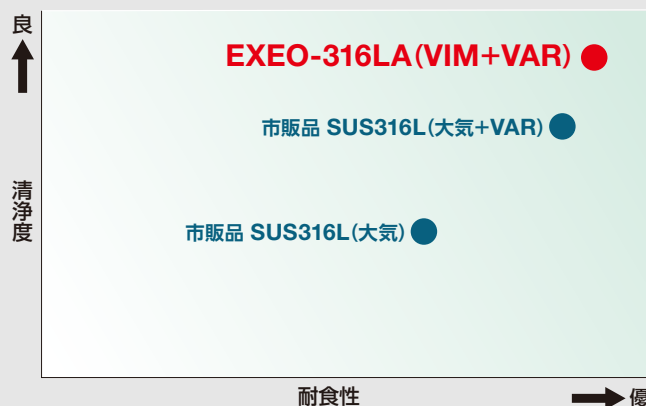 良
EXEO-316LA(VIM+VAR)
市販品 SUS316L(大気+VAR)
清浄度
市販品 SUS316L(大気)
耐食性
優